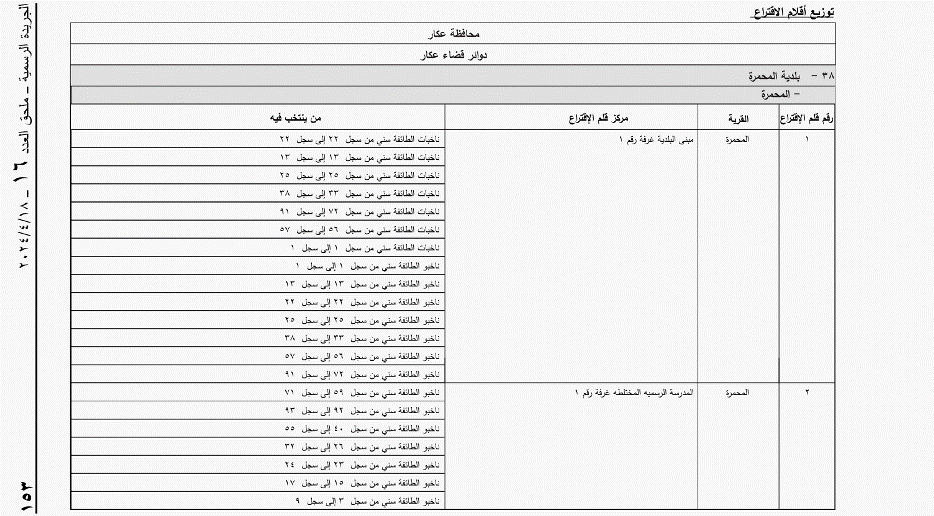 الجريدة الرسمية – ملحق العدد ١٦ – ٢٠٢٤/٤/١٨
توزيع أقلام الاقتراع
محافظة عكار
دوائر قضاء عكار
٣٨ – بلدية المحمرة
– المحمرة
رقم قلم الإقتراع القرية مركز قلم الإقتراع من ينتخب فيه
١ المحمرة مبنى البلدية غرفة رقم ١ ناخبات الطائفة سني من سجل ٢٢ إلى سجل ٢٢
ناخبات الطائفة سني من سجل ١٣ إلى سجل ١٣
ناخبات الطائفة سني من سجل ٢٥ إلى سجل ٢٥
ناخبات الطائفة سني من سجل ٣٣ إلى سجل ٣٨
ناخبات الطائفة سني من سجل ٧٢ إلى سجل ٩١
ناخبات الطائفة سني من سجل ٥٦ إلى سجل ٥٧
ناخبات الطائفة سني من سجل ١ إلى سجل ١
ناخبو الطائفة سني من سجل ١ إلى سجل ١
ناخبو الطائفة سني من سجل ١٣ إلى سجل ١٣
ناخبو الطائفة سني من سجل ٢٢ إلى سجل ٢٢
ناخبو الطائفة سني من سجل ٢٥ إلى سجل ٢٥
ناخبو الطائفة سني من سجل ٣٣ إلى سجل ٣٨
ناخبو الطائفة سني من سجل ٥٦ إلى سجل ٥٧
ناخبو الطائفة سني من سجل ٧٢ إلى سجل ٩١
٢ المحمرة المدرسة الرسميه المختلطه غرفة رقم ١ ناخبو الطائفة سني من سجل ٥٩ إلى سجل ٧١
ناخبو الطائفة سني من سجل ٩٢ إلى سجل ٩٣
ناخبو الطائفة سني من سجل ٤٠ إلى سجل ٥٥
ناخبو الطائفة سني من سجل ٢٦ إلى سجل ٣٢
ناخبو الطائفة سني من سجل ٢٣ إلى سجل ٢٤
ناخبو الطائفة سني من سجل ١٥ إلى سجل ١٧
ناخبو الطائفة سني من سجل ٣ إلى سجل ٩
١٥٣